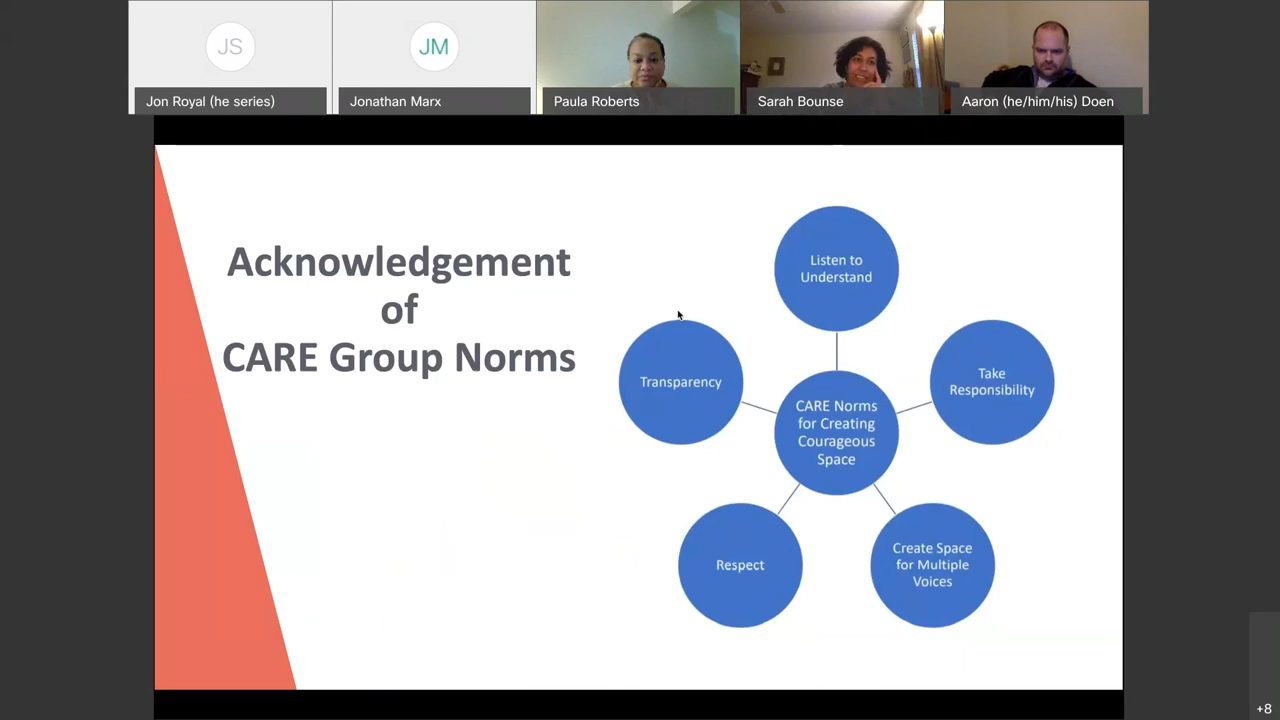 JS
JM
Jon Royal (he series)
Jonathan Marx
Paula Roberts
Sarah Bounse
Aaron (he/him/his) Doen
Acknowledgement
of
CARE Group Norms
Listen to
Understand
Transparency
Take
Responsibility
CARE Norms
for Creating
Courageous
Space
Respect
Create Space
for Multiple
Voices
+8